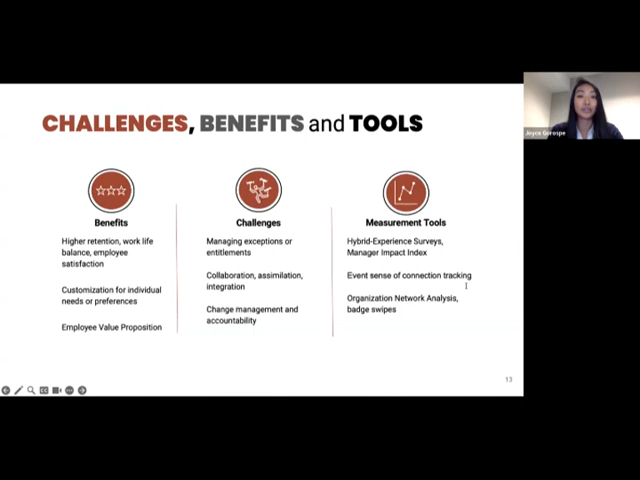 CHALLENGES, BENEFITS and TOOLS
Joyce Gorospe
Benefits
Higher retention, work life
balance, employee
satisfaction
Customization for individual
needs or preferences
Employee Value Proposition
Challenges
Managing exceptions or
entitlements
Collaboration, assimilation,
integration
Change management and
accountability
Measurement Tools
Hybrid-Experience Surveys,
Manager Impact Index
Event sense of connection tracking
Organization Network Analysis,
badge swipes
13